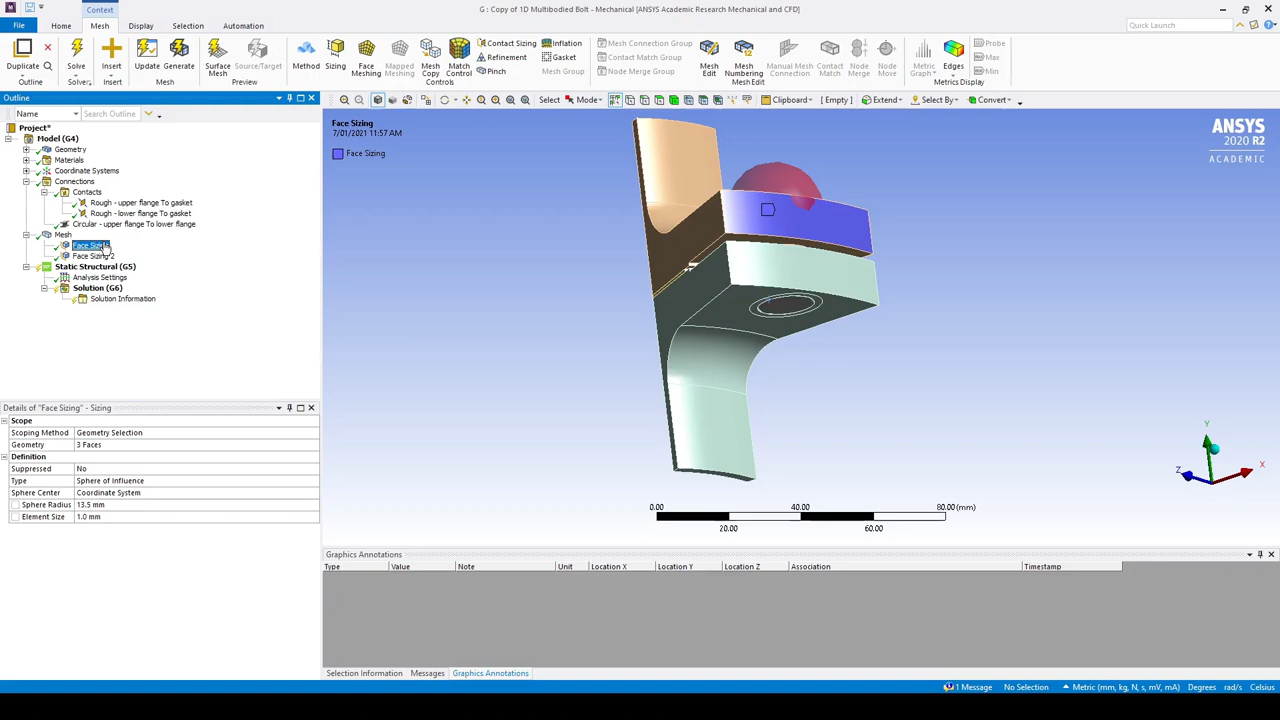 Context
G : Copy of 1D Multibodied Bolt - Mechanical [ANSYS Academic Research Mechanical and CFD]
File Home Mesh Display Selection Automation Quick Launch
Duplicate Solve Insert Update Generate Surface Mesh Source/Target Method Sizing Face Meshing Mapped Meshing Mesh Copy Match Control Contact Sizing Refinement Pinch Inflation Gasket Mesh Group Mesh Connection Group Contact Match Group Node Merge Group Mesh Edit Mesh Numbering Manual Mesh Connection Contact Match Node Merge Node Move Metric Graph Edges Probe Max Min
Outline Solver Mesh Preview Controls Mesh Edit Metrics Display
Outline
Name Search Outline
Select Mode Clipboard [ Empty ] Extend Select By Convert
Project*
Model (G4)
Geometry
Materials
Coordinate Systems
Connections
Contacts
Rough - upper flange To gasket
Rough - lower flange To gasket
Circular - upper flange To lower flange
Mesh
Face Sizing
Face Sizing 2
Static Structural (G5)
Analysis Settings
Solution (G6)
Solution Information
Details of "Face Sizing" - Sizing
Scope
Scoping Method Geometry Selection
Geometry 3 Faces
Definition
Suppressed No
Type Sphere of Influence
Sphere Center Coordinate System
Sphere Radius 13.5 mm
Element Size 1.0 mm
Face Sizing
7/01/2021 11:57 AM
Face Sizing
ANSYS
2020 R2
ACADEMIC
Y
Z
X
0.00 40.00 80.00 (mm)
20.00 60.00
Graphics Annotations
Type Value Note Unit Location X Location Y Location Z Association Timestamp
Selection Information Messages Graphics Annotations
1 Message No Selection Metric (mm, kg, N, s, mV, mA) Degrees rad/s Celsius